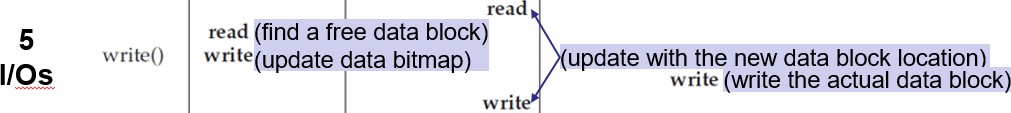 read
5
I/Os
write()
read (find a free data block)
write (update data bitmap)
(update with the new data block location)
write (write the actual data block)
write